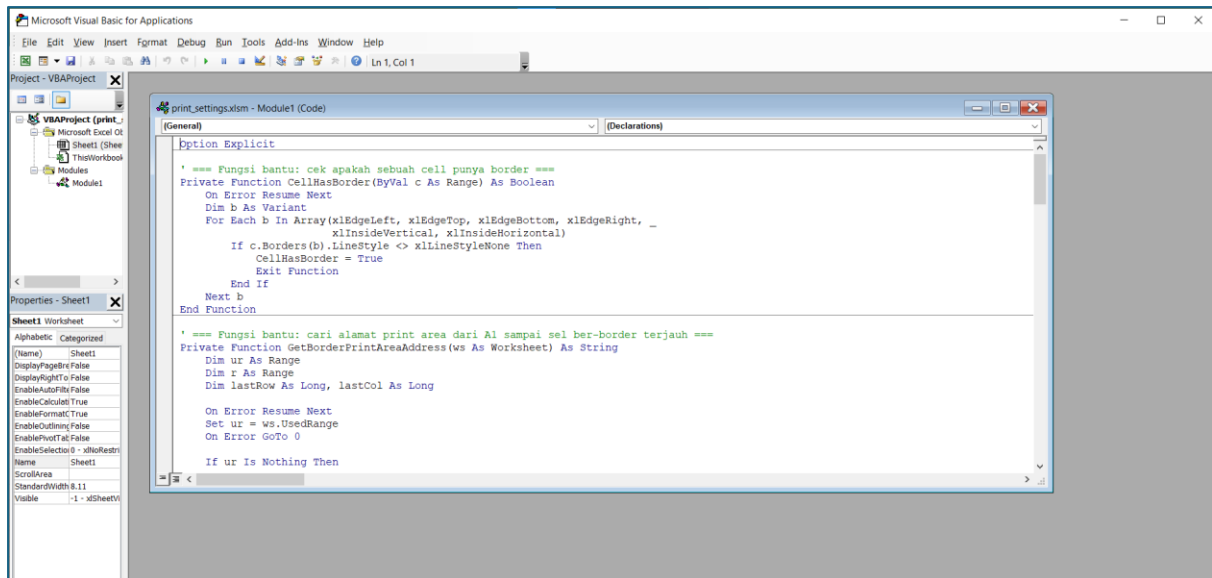 Microsoft Visual Basic for Applications
File Edit View Insert Format Debug Run Tools Add-Ins Window Help
Ln 1, Col 1
Project - VBAProject
VBAProject (print_s
Microsoft Excel Ob
Sheet1 (Shee
ThisWorkbook
Modules
Module1
Properties - Sheet1
Sheet1 Worksheet
Alphabetic Categorized
(Name) Sheet1
DisplayPageBre False
DisplayRightTo False
EnableAutoFilte False
EnableCalculati True
EnableFormatC True
EnableOutlining False
EnablePivotTab False
EnableSelection 0 - xlNoRestri
Name Sheet1
ScrollArea
StandardWidth 8.11
Visible -1 - xlSheetVi
print_settings.xlsm - Module1 (Code)
(General) (Declarations)
Option Explicit
' === Fungsi bantu: cek apakah sebuah cell punya border ===
Private Function CellHasBorder(ByVal c As Range) As Boolean
On Error Resume Next
Dim b As Variant
For Each b In Array(xlEdgeLeft, xlEdgeTop, xlEdgeBottom, xlEdgeRight, _
xlInsideVertical, xlInsideHorizontal)
If c.Borders(b).LineStyle <> xlLineStyleNone Then
CellHasBorder = True
Exit Function
End If
Next b
End Function
' === Fungsi bantu: cari alamat print area dari A1 sampai sel ber-border terjauh ===
Private Function GetBorderPrintAreaAddress(ws As Worksheet) As String
Dim ur As Range
Dim r As Range
Dim lastRow As Long, lastCol As Long
On Error Resume Next
Set ur = ws.UsedRange
On Error GoTo 0
If ur Is Nothing Then